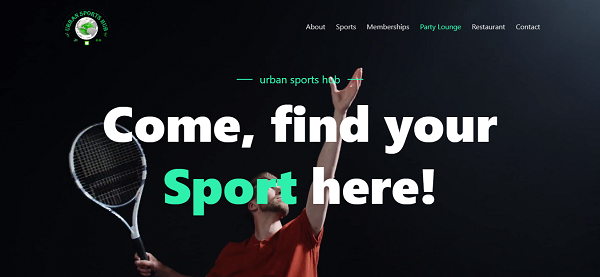 URBAN SPORTS HUB
About Sports Memberships Party Lounge Restaurant Contact
urban sports hub
Come, find your
Sport here!